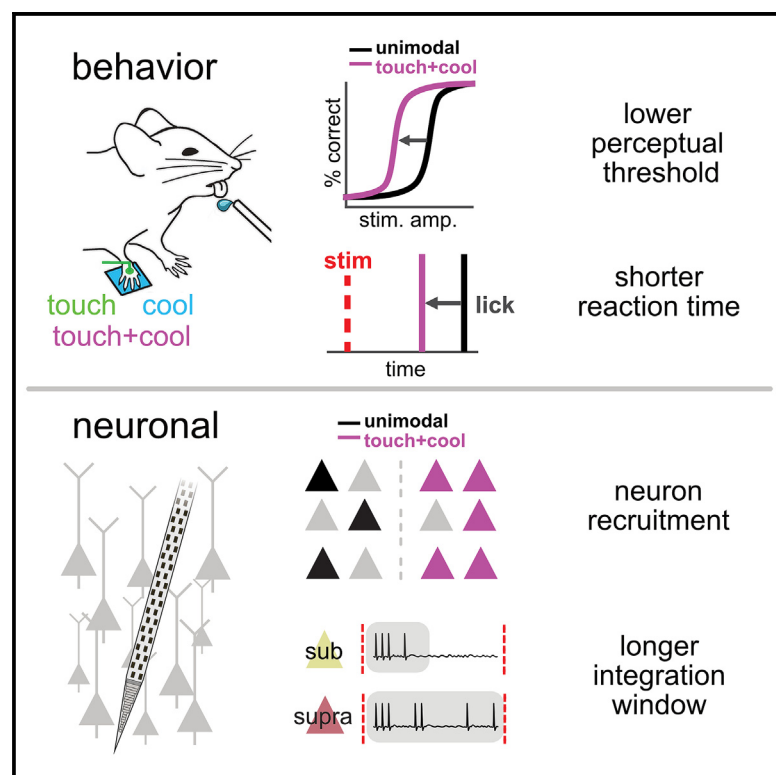 behavior
touch cool
touch+cool
unimodal
touch+cool
% correct
stim. amp.
lower
perceptual
threshold
stim
lick
time
shorter
reaction time
neuronal
unimodal
touch+cool
neuron
recruitment
sub
supra
longer
integration
window